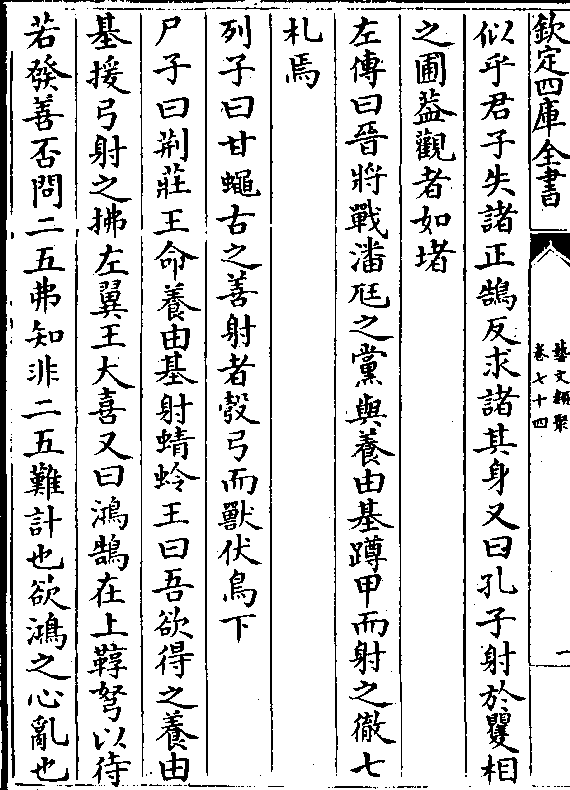 欽定四庫全書
藝文類聚
卷七十四
一
似乎君子失諸正鵠反求諸其身又曰孔子射於矍相
之圃葢觀者如堵
左傳曰晉將戰潘尫之黨與養由基蹲甲而射之徹七
札焉
列子曰甘蠅古之善射者彀弓而獸伏鳥下
尸子曰荆莊王命養由基射蜻蛉王曰吾欲得之養由
基援弓射之拂左翼王大喜又曰鴻鵠在上䍐弩以待
若發善否問二五弗知非二五難計也欲鴻之心亂也